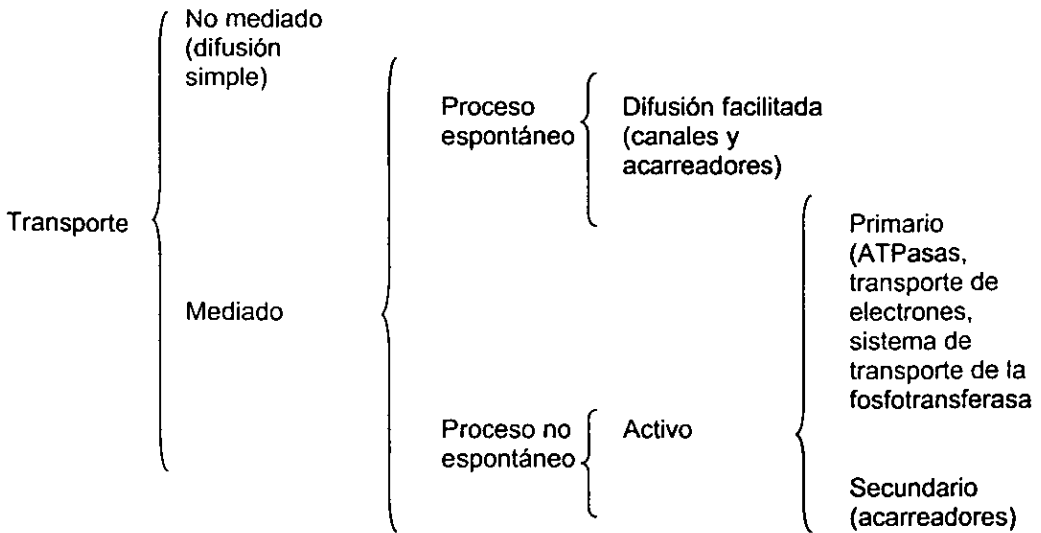 No mediado
(difusión
simple)
Proceso
espontáneo
Difusión facilitada
(canales y
acarreadores)
Transporte
Primario
(ATPasas,
transporte de
electrones,
sistema de
transporte de la
fosfotransferasa
Mediado
Proceso no
espontáneo
Activo
Secundario
(acarreadores)